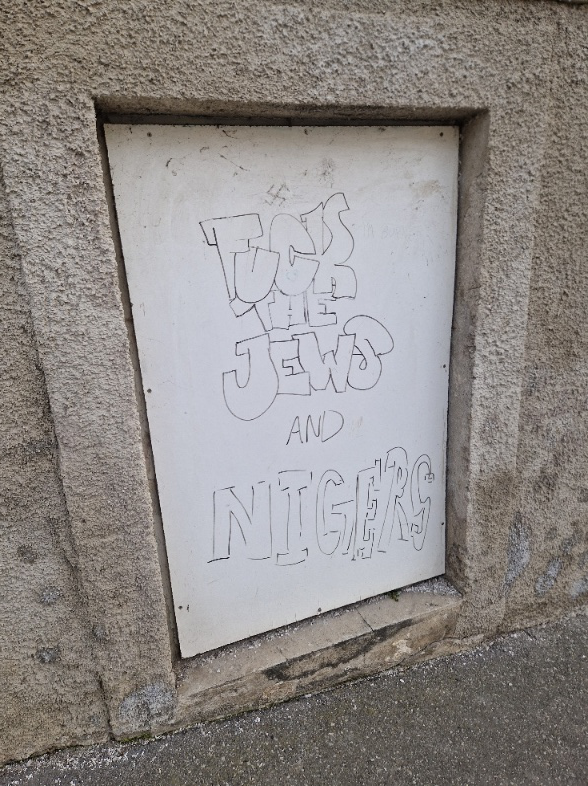 FUCK
THE
JEWS
AND
NIGERS